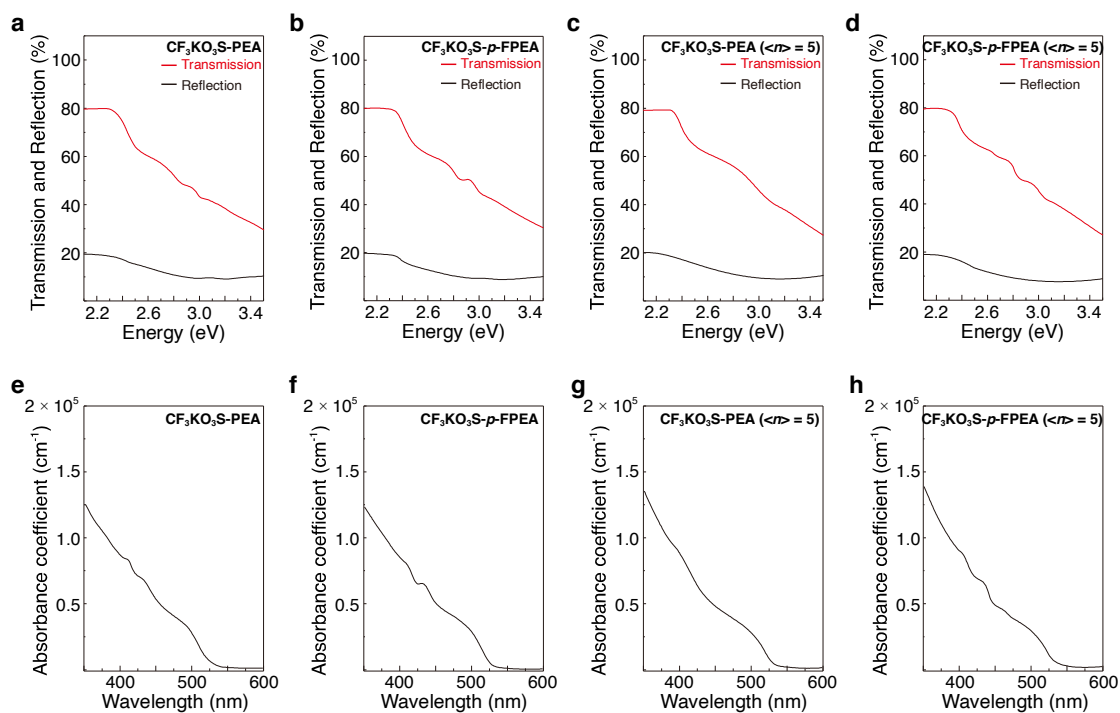 a
Transmission and Reflection (%)
100
80
60
40
20
CF₃KO₃S-PEA
Transmission
Reflection
2.2 2.6 3.0 3.4
Energy (eV)
b
Transmission and Reflection (%)
100
80
60
40
20
CF₃KO₃S-p-FPEA
Transmission
Reflection
2.2 2.6 3.0 3.4
Energy (eV)
c
Transmission and Reflection (%)
100
80
60
40
20
CF₃KO₃S-PEA (<n> = 5)
Transmission
Reflection
2.2 2.6 3.0 3.4
Energy (eV)
d
Transmission and Reflection (%)
100
80
60
40
20
CF₃KO₃S-p-FPEA (<n> = 5)
Transmission
Reflection
2.2 2.6 3.0 3.4
Energy (eV)
e
Absorbance coefficient (cm⁻¹)
2 × 10⁵
1.5
1.0
0.5
CF₃KO₃S-PEA
400 500 600
Wavelength (nm)
f
Absorbance coefficient (cm⁻¹)
2 × 10⁵
1.5
1.0
0.5
CF₃KO₃S-p-FPEA
400 500 600
Wavelength (nm)
g
Absorbance coefficient (cm⁻¹)
2 × 10⁵
1.5
1.0
0.5
CF₃KO₃S-PEA (<n> = 5)
400 500 600
Wavelength (nm)
h
Absorbance coefficient (cm⁻¹)
2 × 10⁵
1.5
1.0
0.5
CF₃KO₃S-p-FPEA (<n> = 5)
400 500 600
Wavelength (nm)